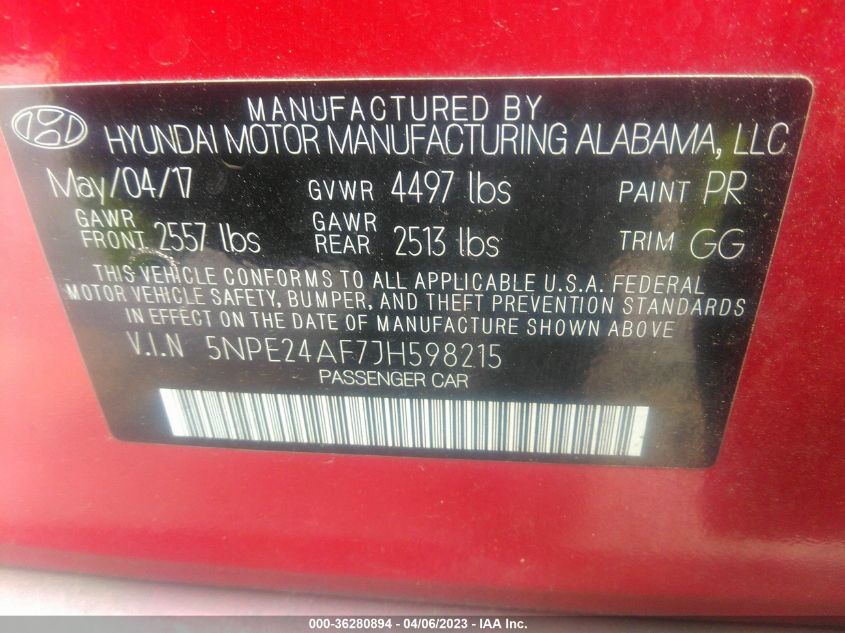 MANUFACTURED BY
HYUNDAI MOTOR MANUFACTURING ALABAMA, LLC
May/04/17 GVWR 4497 lbs PAINT PR
GAWR FRONT 2557 lbs GAWR REAR 2513 lbs TRIM GG
THIS VEHICLE CONFORMS TO ALL APPLICABLE U.S.A. FEDERAL
MOTOR VEHICLE SAFETY, BUMPER, AND THEFT PREVENTION STANDARDS
IN EFFECT ON THE DATE OF MANUFACTURE SHOWN ABOVE.
V.I.N 5NPE24AF7JH598215
PASSENGER CAR
000-36280894 - 04/06/2023 - IAA Inc.